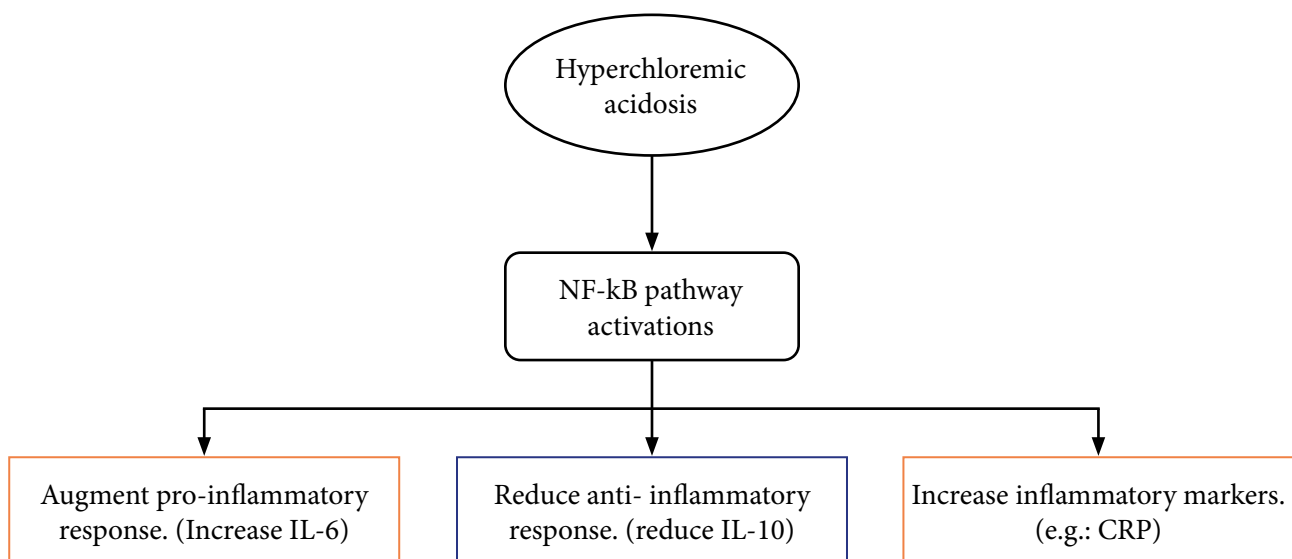 Hyperchloremic
acidosis
NF-kB pathway
activations
Augment pro-inflammatory
response. (Increase IL-6)
Reduce anti- inflammatory
response. (reduce IL-10)
Increase inflammatory markers.
(e.g.: CRP)